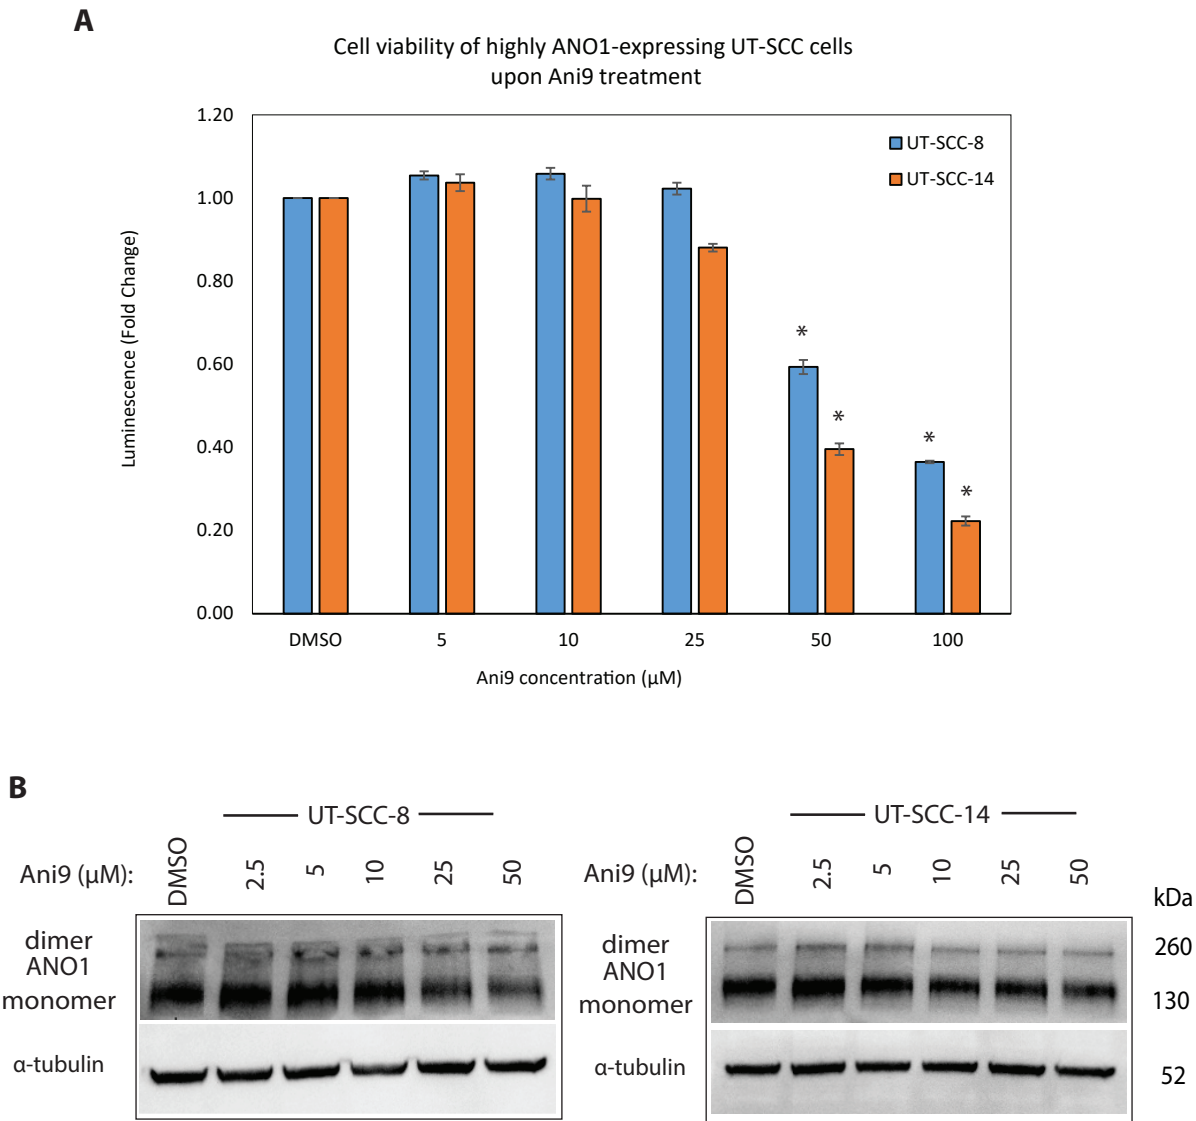 A
Cell viability of highly ANO1-expressing UT-SCC cells
upon Ani9 treatment
Luminescence (Fold Change)
1.20
1.00
0.80
0.60
0.40
0.20
0.00
UT-SCC-8
UT-SCC-14
*
*
*
*
DMSO 5 10 25 50 100
Ani9 concentration (µM)
B
UT-SCC-8
Ani9 (µM): DMSO 2.5 5 10 25 50
dimer
ANO1
monomer
α-tubulin
UT-SCC-14
Ani9 (µM): DMSO 2.5 5 10 25 50
kDa
dimer 260
ANO1
monomer 130
α-tubulin 52